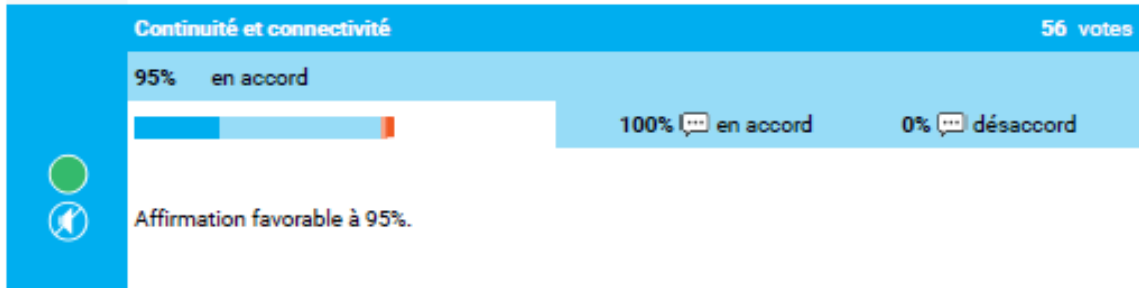 Continuité et connectivité 56 votes
95% en accord
100% en accord 0% désaccord
Affirmation favorable à 95%.